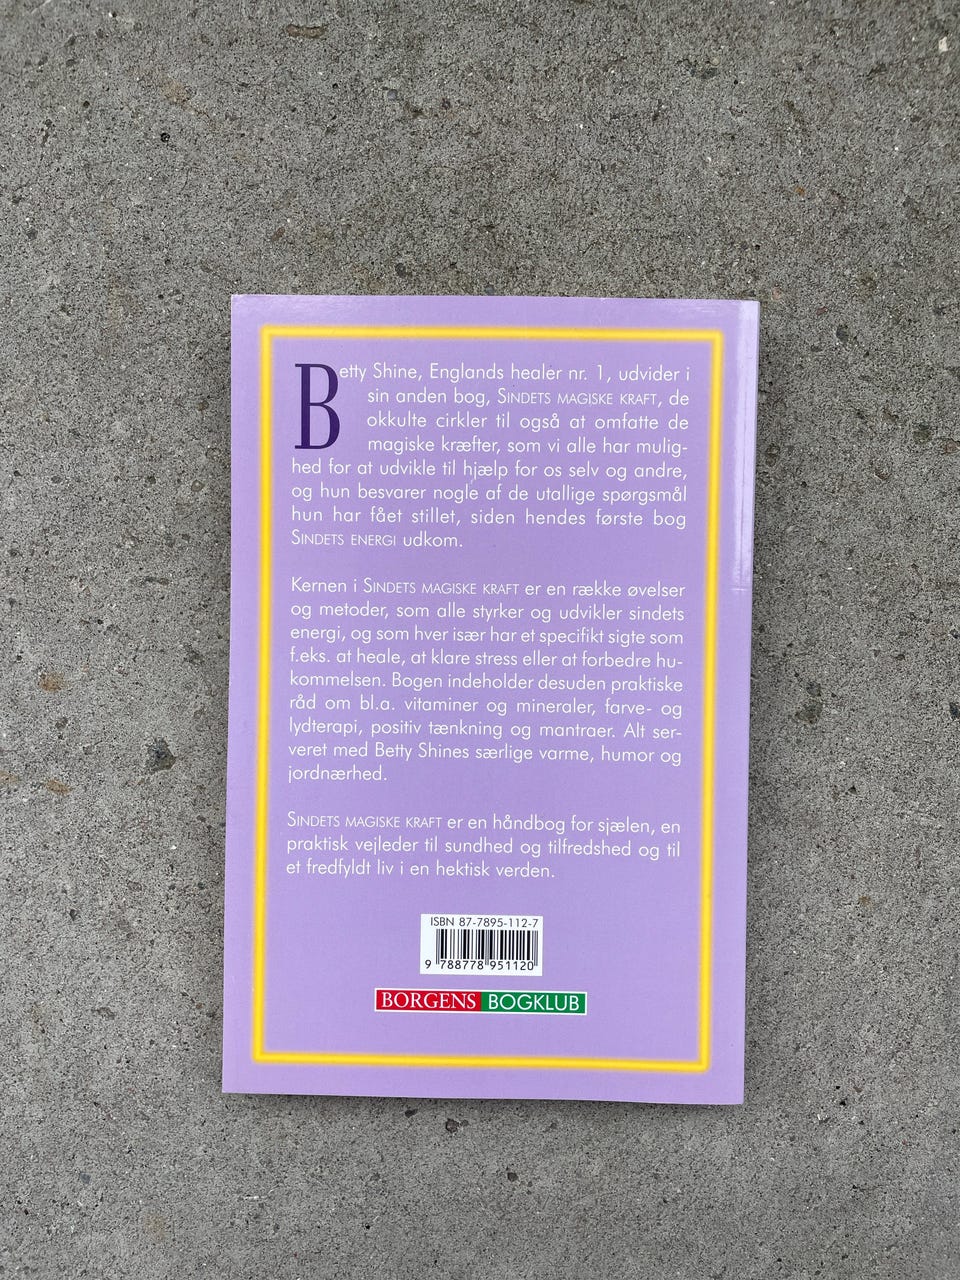 Betty Shine, Englands healer nr. 1, udvider i
sin anden bog, SINDETS MAGISKE KRAFT, de
okkulte cirkler til også at omfatte de
magiske kræfter, som vi alle har mulig-
hed for at udvikle til hjælp for os selv og andre,
og hun besvarer nogle af de utallige spørgsmål
hun har fået stillet, siden hendes første bog
SINDETS ENERGI udkom.
Kernen i SINDETS MAGISKE KRAFT er en række øvelser
og metoder, som alle styrker og udvikler sindets
energi, og som hver især har et specifikt sigte som
f.eks. at heale, at klare stress eller at forbedre hu-
kommelsen. Bogen indeholder desuden praktiske
råd om bl.a. vitaminer og mineraler, farve- og
lydterapi, positiv tænkning og mantraer. Alt ser-
veret med Betty Shines særlige varme, humor og
jordnærhed.
SINDETS MAGISKE KRAFT er en håndbog for sjælen, en
praktisk vejleder til sundhed og tilfredshed og til
et fredfyldt liv i en hektisk verden.
ISBN 87-7895-112-7
9 788778 951120
BORGENS BOGKLUB